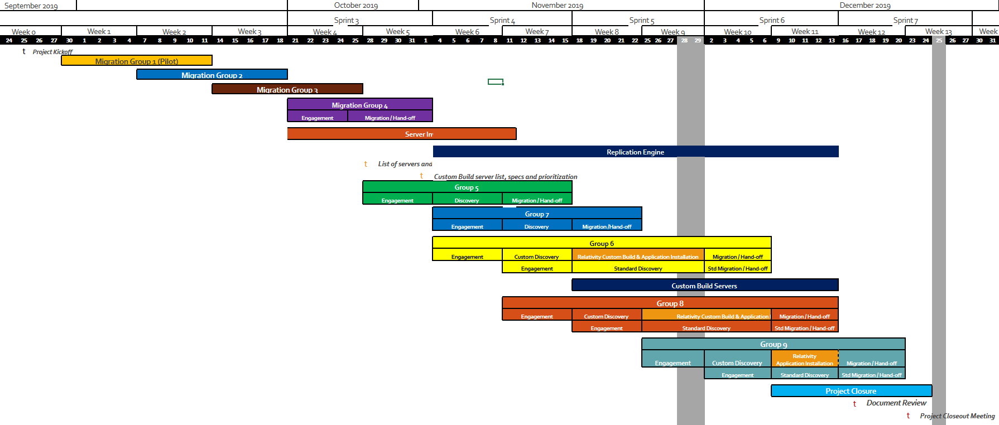 September 2019 October 2019 November 2019 December 2019
Sprint 3 Sprint 4 Sprint 5 Sprint 6 Sprint 7
Week 0 Week 1 Week 2 Week 3 Week 4 Week 5 Week 6 Week 7 Week 8 Week 9 Week 10 Week 11 Week 12 Week 13 Week
24 25 26 27 30 1 2 3 4 7 8 9 10 11 14 15 16 17 18 21 22 23 24 25 28 29 30 31 1 4 5 6 7 8 11 12 13 14 15 18 19 20 21 22 25 26 27 28 29 2 3 4 5 6 9 10 11 12 13 16 17 18 19 20 23 24 25 26 27 30 31
t Project Kickoff
Migration Group 1 (Pilot)
Migration Group 2
Migration Group 3
Migration Group 4
Engagement Migration / Hand-off
Server In
Replication Engine
t List of servers and
t Custom Build server list, specs and prioritization
Group 5
Engagement Discovery Migration / Hand-off
Group 7
Engagement Discovery Migration /Hand-off
Group 6
Engagement Custom Discovery Relativity Custom Build & Application Installation Migration / Hand-off
Engagement Standard Discovery Std Migration / Hand-off
Custom Build Servers
Group 8
Engagement Custom Discovery Relativity Custom Build & Application Migration / Hand-off
Engagement Standard Discovery Std Migration / Hand-off
Group 9
Relativity
Engagement Custom Discovery Application Installation Migration / Hand-off
Engagement Standard Discovery Std Migration / Hand-off
Project Closure
t Document Review
t Project Closeout Meeting